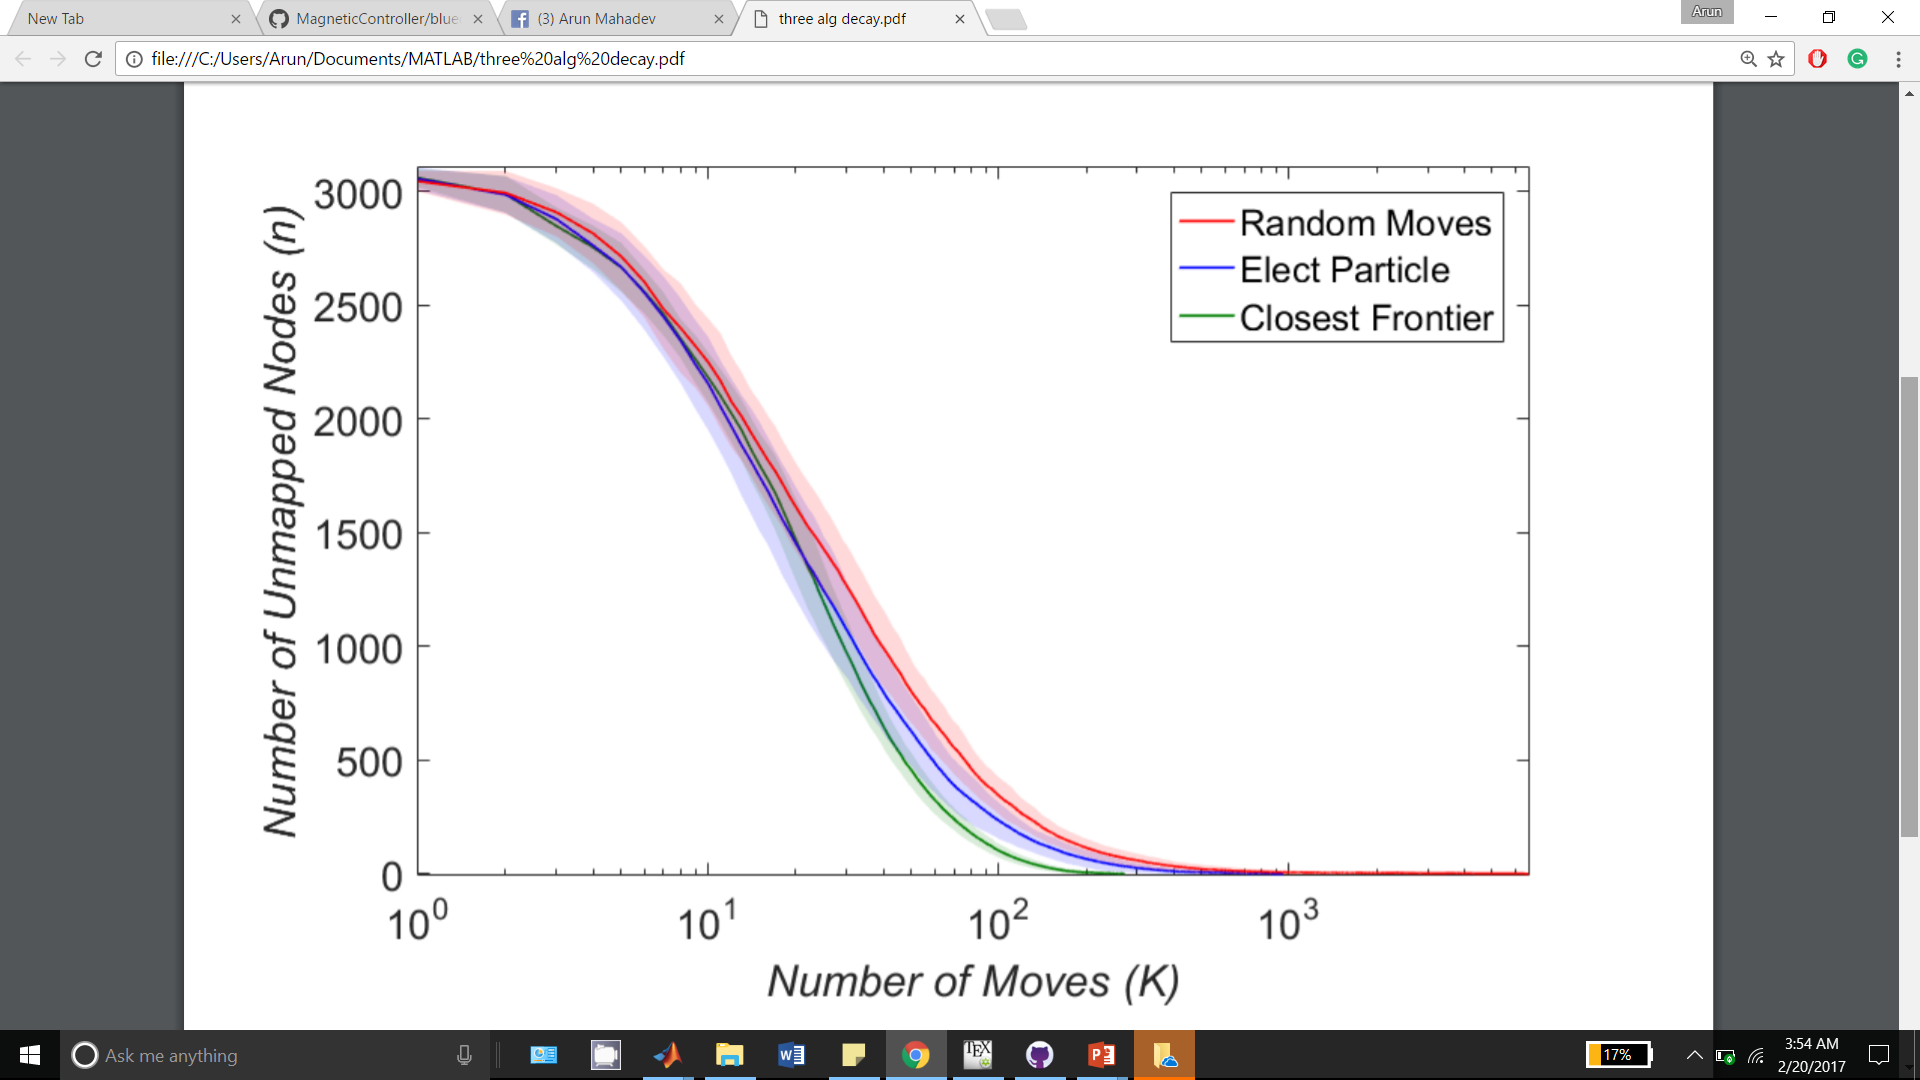 New Tab
MagneticController/blue
(3) Arun Mahadev
three alg decay.pdf
Arun
file:///C:/Users/Arun/Documents/MATLAB/three%20alg%20decay.pdf
Number of Unmapped Nodes (n)
3000
2500
2000
1500
1000
500
0
Random Moves
Elect Particle
Closest Frontier
10^0
10^1
10^2
10^3
Number of Moves (K)
Ask me anything
17%
3:54 AM
2/20/2017